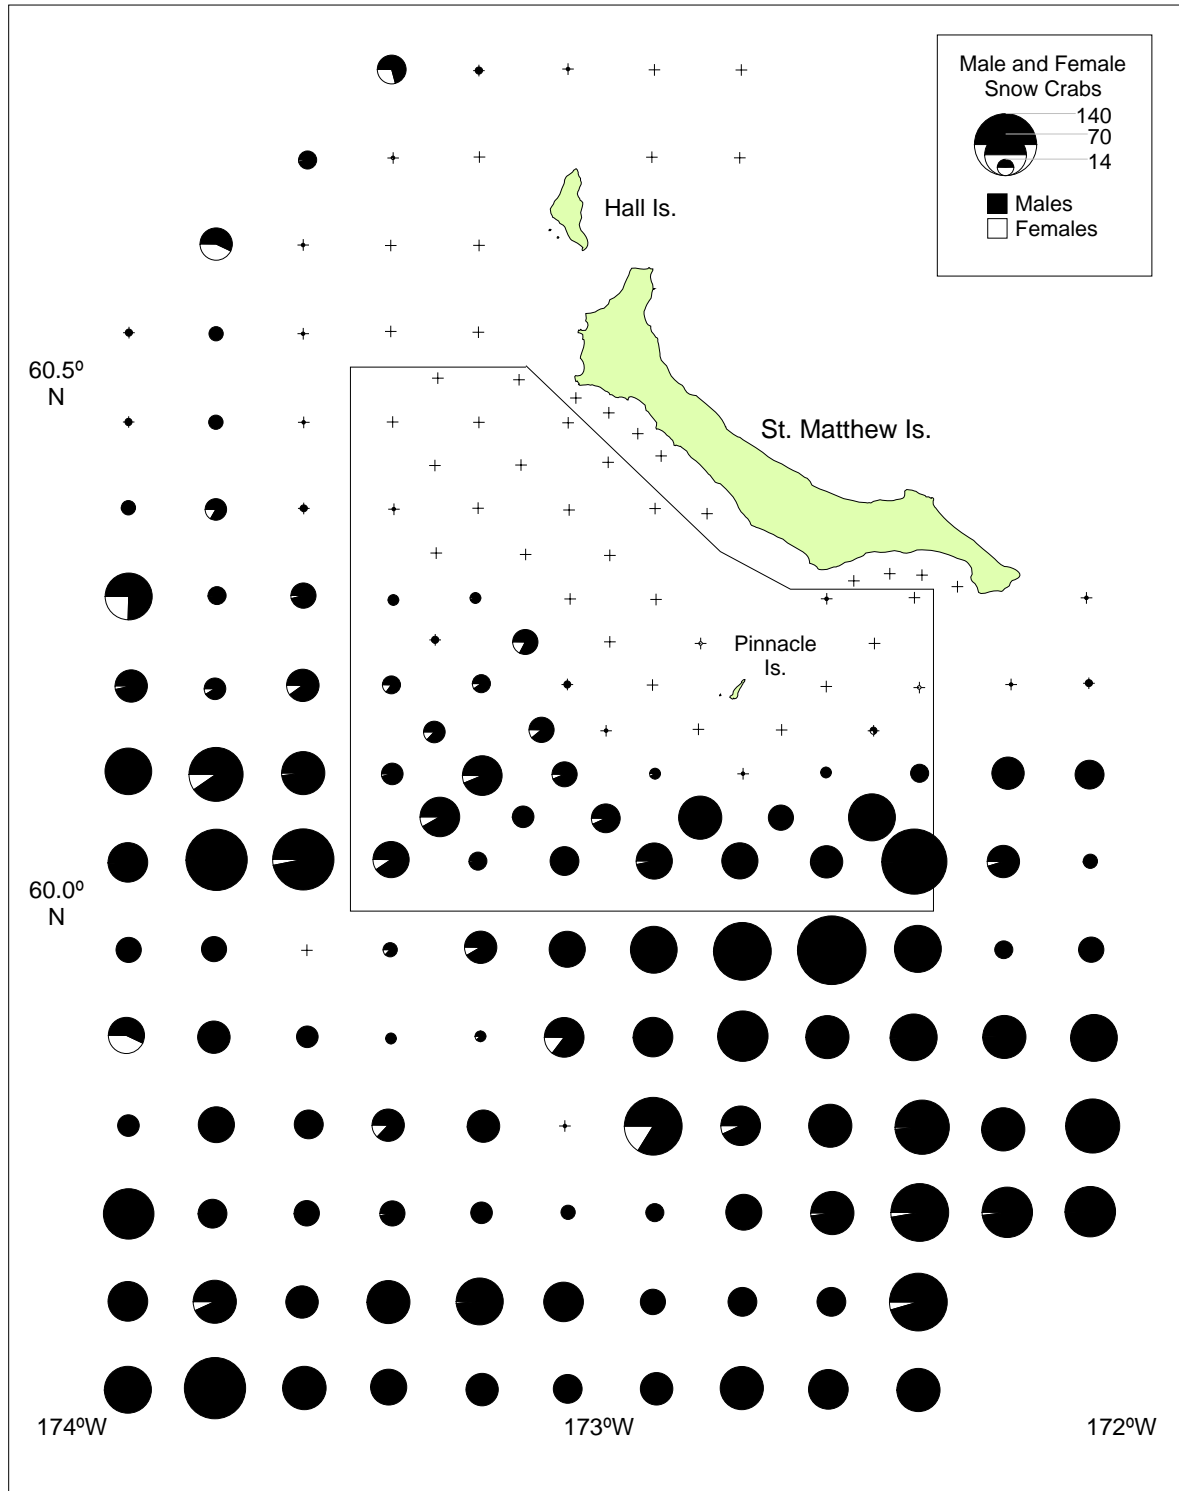 Male and Female
Snow Crabs
140
70
14
Males
Females
Hall Is.
60.5º
N
St. Matthew Is.
Pinnacle
Is.
60.0º
N
174ºW
173ºW
172ºW